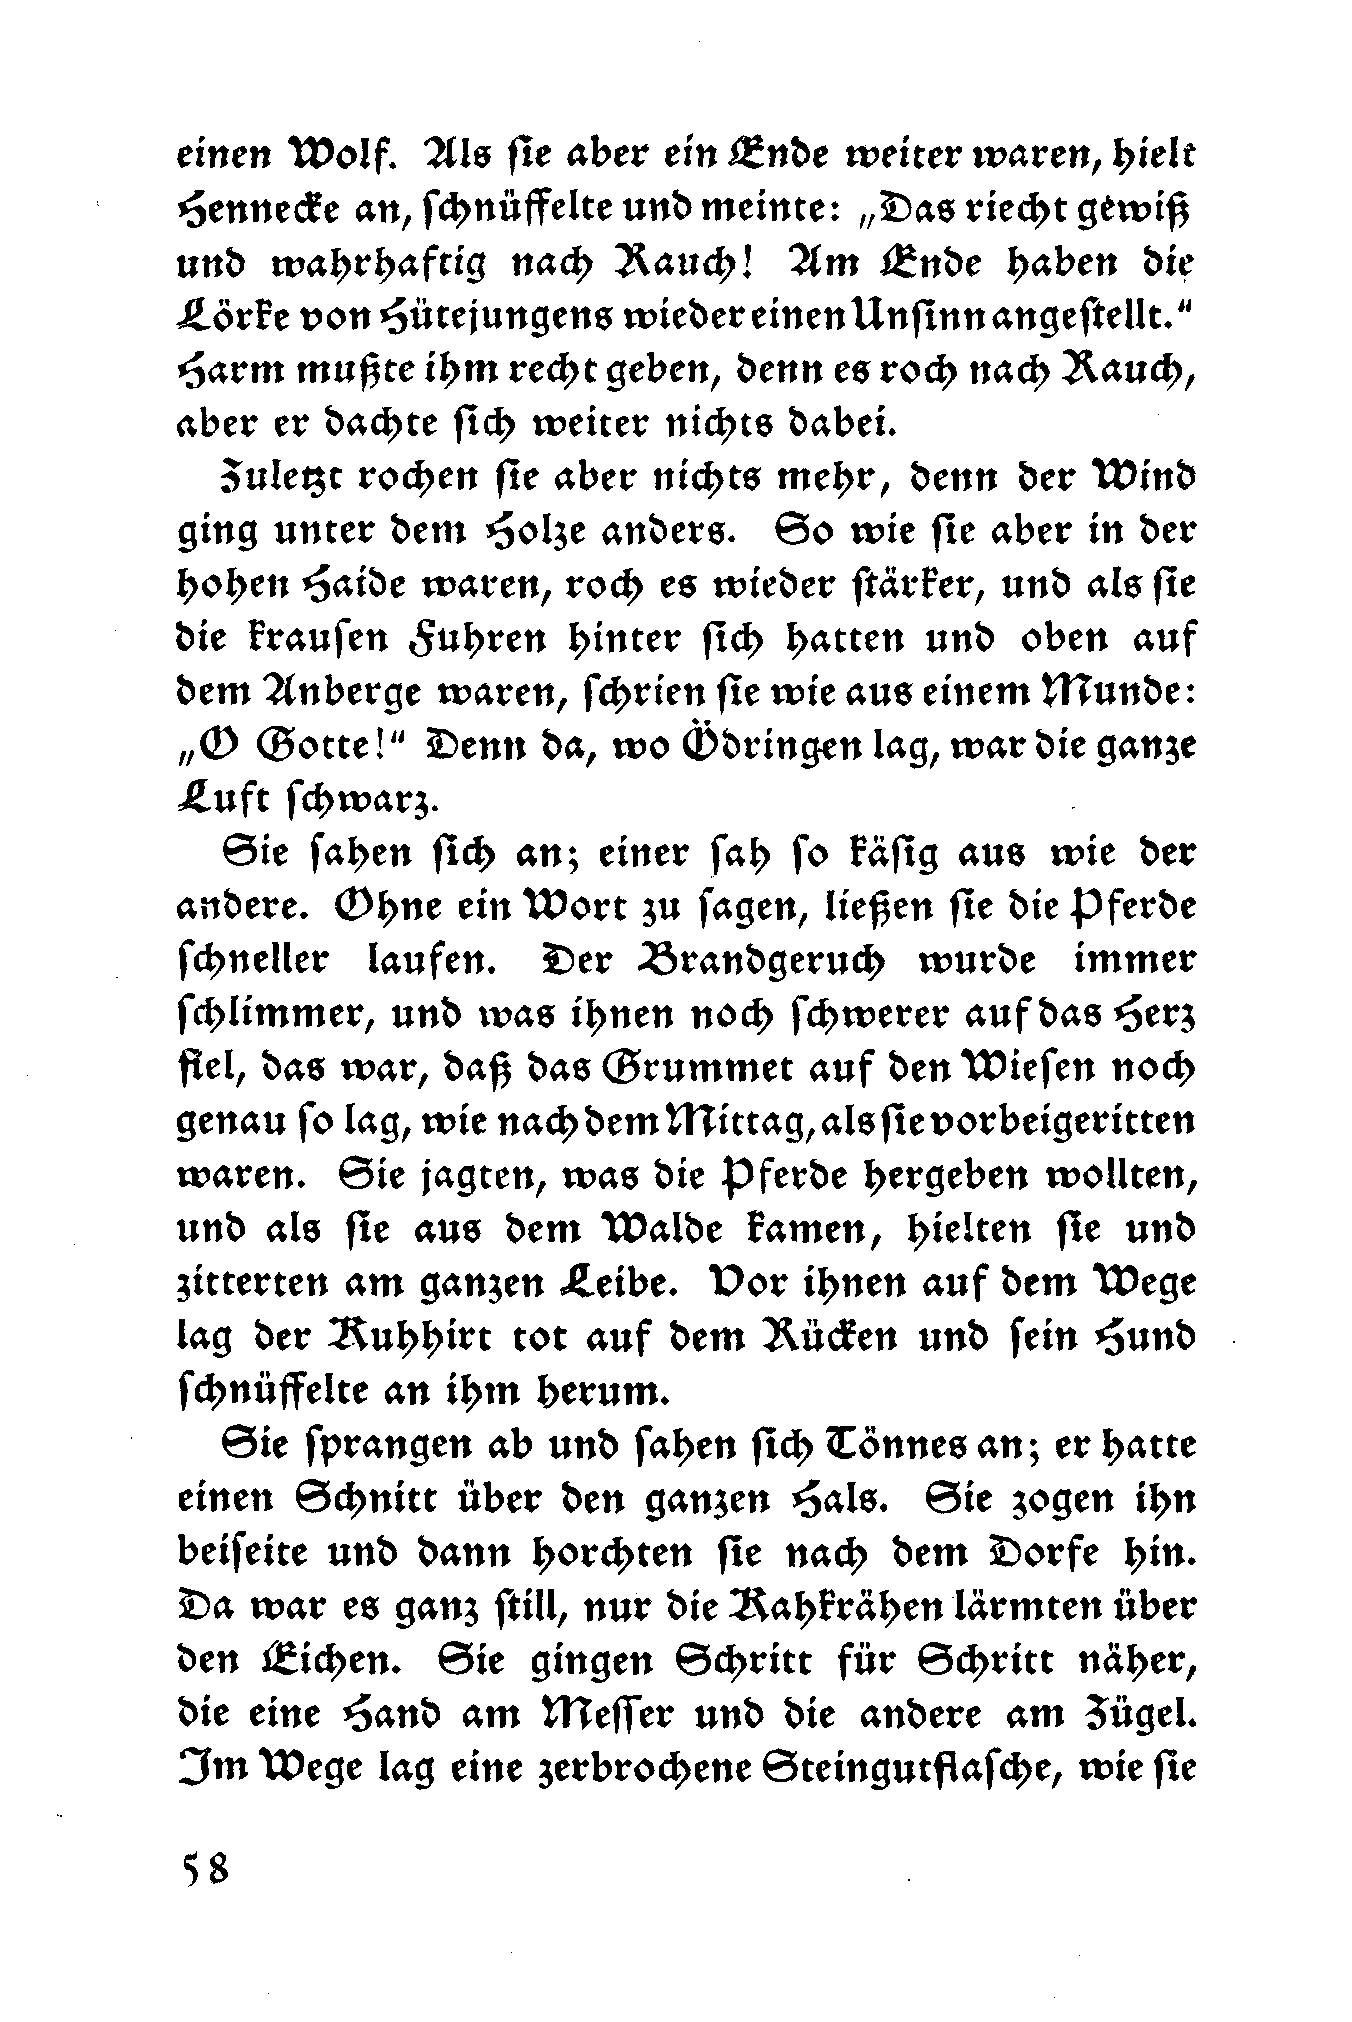 einen Wolf. Als sie aber ein Ende weiter waren, hielt
Hennecke an, schnüffelte und meinte: „Das riecht gewiß
und wahrhaftig nach Rauch! Am Ende haben die
Lörke von Hütejungens wieder einen Unsinn angestellt.“
Harm mußte ihm recht geben, denn es roch nach Rauch,
aber er dachte sich weiter nichts dabei.
Zuletzt rochen sie aber nichts mehr, denn der Wind
ging unter dem Holze anders. So wie sie aber in der
hohen Haide waren, roch es wieder stärker, und als sie
die krausen Fuhren hinter sich hatten und oben auf
dem Anberge waren, schrien sie wie aus einem Munde:
„O Gotte!“ Denn da, wo Ödringen lag, war die ganze
Luft schwarz.
Sie sahen sich an; einer sah so käsig aus wie der
andere. Ohne ein Wort zu sagen, ließen sie die Pferde
schneller laufen. Der Brandgeruch wurde immer
schlimmer, und was ihnen noch schwerer auf das Herz
fiel, das war, daß das Grummet auf den Wiesen noch
genau so lag, wie nach dem Mittag, als sie vorbeigeritten
waren. Sie jagten, was die Pferde hergeben wollten,
und als sie aus dem Walde kamen, hielten sie und
zitterten am ganzen Leibe. Vor ihnen auf dem Wege
lag der Kuhhirt tot auf dem Rücken und sein Hund
schnüffelte an ihm herum.
Sie sprangen ab und sahen sich Tönnes an; er hatte
einen Schnitt über den ganzen Hals. Sie zogen ihn
beiseite und dann horchten sie nach dem Dorfe hin.
Da war es ganz still, nur die Rahkrähen lärmten über
den Eichen. Sie gingen Schritt für Schritt näher,
die eine Hand am Messer und die andere am Zügel.
Im Wege lag eine zerbrochene Steingutflasche, wie sie
58